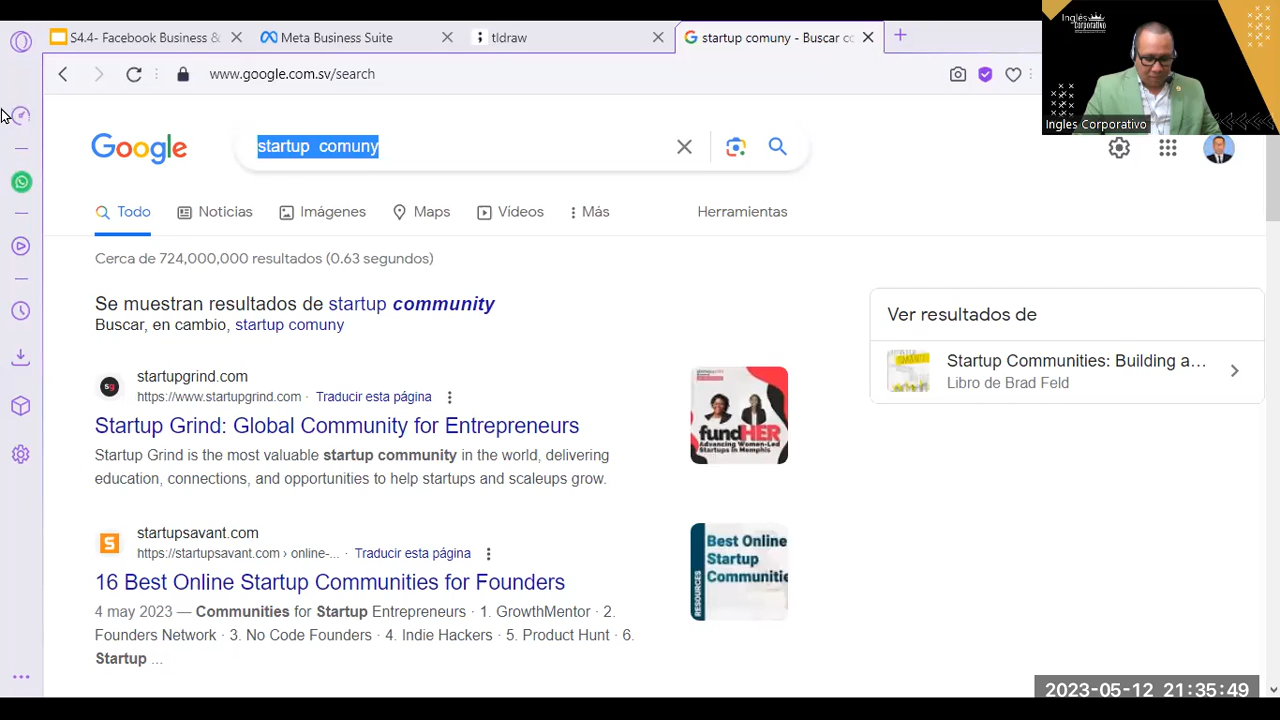 S4.4- Facebook Business &
Meta Business Suite
tldraw
startup comuny - Buscar co
www.google.com.sv/search
Inglés
Corporativo
Ingles Corporativo
Google
startup comuny
Todo
Noticias
Imágenes
Maps
Videos
Más
Herramientas
Cerca de 724,000,000 resultados (0.63 segundos)
Se muestran resultados de startup community
Buscar, en cambio, startup comuny
Ver resultados de
Startup Communities: Building a...
Libro de Brad Feld
sg
startupgrind.com
https://www.startupgrind.com · Traducir esta página
Startup Grind: Global Community for Entrepreneurs
Startup Grind is the most valuable startup community in the world, delivering
education, connections, and opportunities to help startups and scaleups grow.
fundHER
Advancing Women-Led
Startups in Memphis
S
startupsavant.com
https://startupsavant.com › online-... · Traducir esta página
16 Best Online Startup Communities for Founders
4 may 2023 — Communities for Startup Entrepreneurs · 1. GrowthMentor · 2.
Founders Network · 3. No Code Founders · 4. Indie Hackers · 5. Product Hunt · 6.
Startup ...
RESOURCES
Best Online
Startup
Communitie
2023-05-12 21:35:49